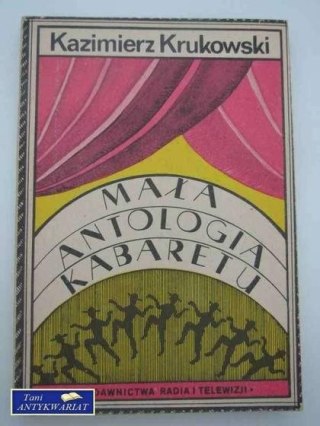 Kazimierz Krukowski
MAŁA
ANTOLOGIA
KABARETU
DAWNICTWA RADIA I TELEWIZJI
Tani
ANTYKWARIAT